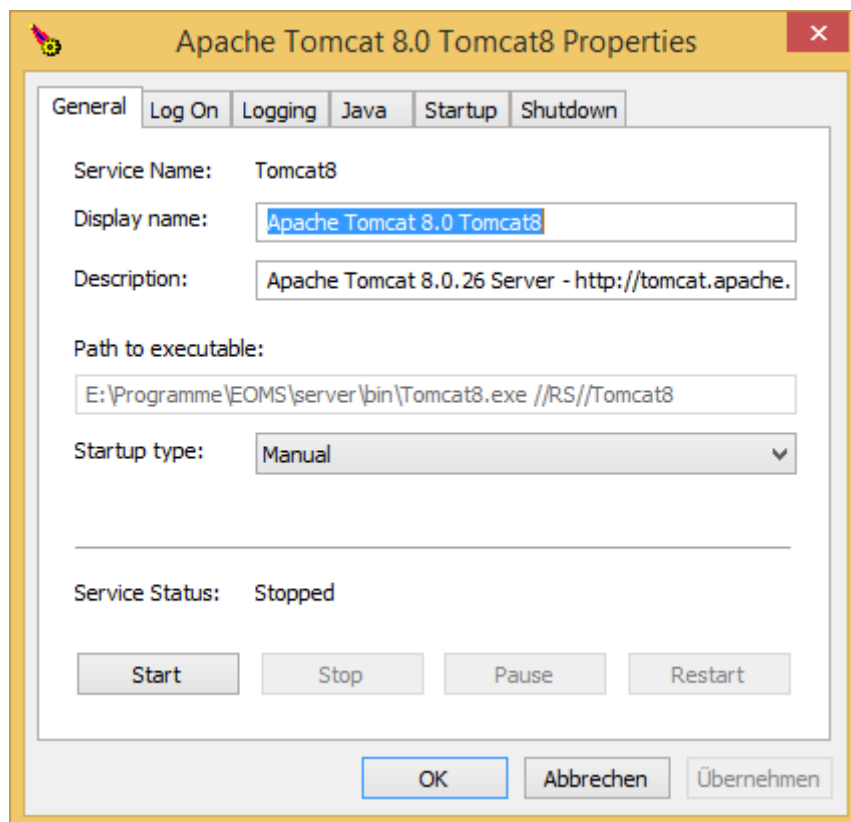 Apache Tomcat 8.0 Tomcat8 Properties
General Log On Logging Java Startup Shutdown
Service Name: Tomcat8
Display name: Apache Tomcat 8.0 Tomcat8
Description: Apache Tomcat 8.0.26 Server - http://tomcat.apache.
Path to executable:
E:\Programme\EOMS\server\bin\Tomcat8.exe //RS//Tomcat8
Startup type: Manual
Service Status: Stopped
Start Stop Pause Restart
OK Abbrechen Übernehmen